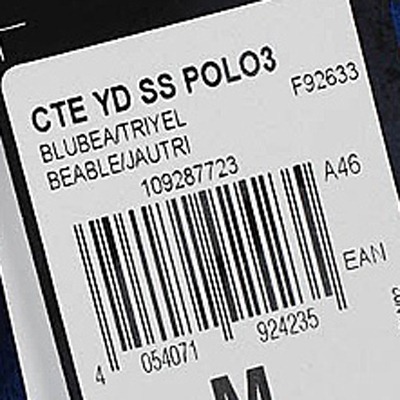 CTE YD SS POLO3
F92633
BLUBEA/TRIYEL
BEABLE/JAUTRI
109287723
A46
EAN
4 054071 924235
M